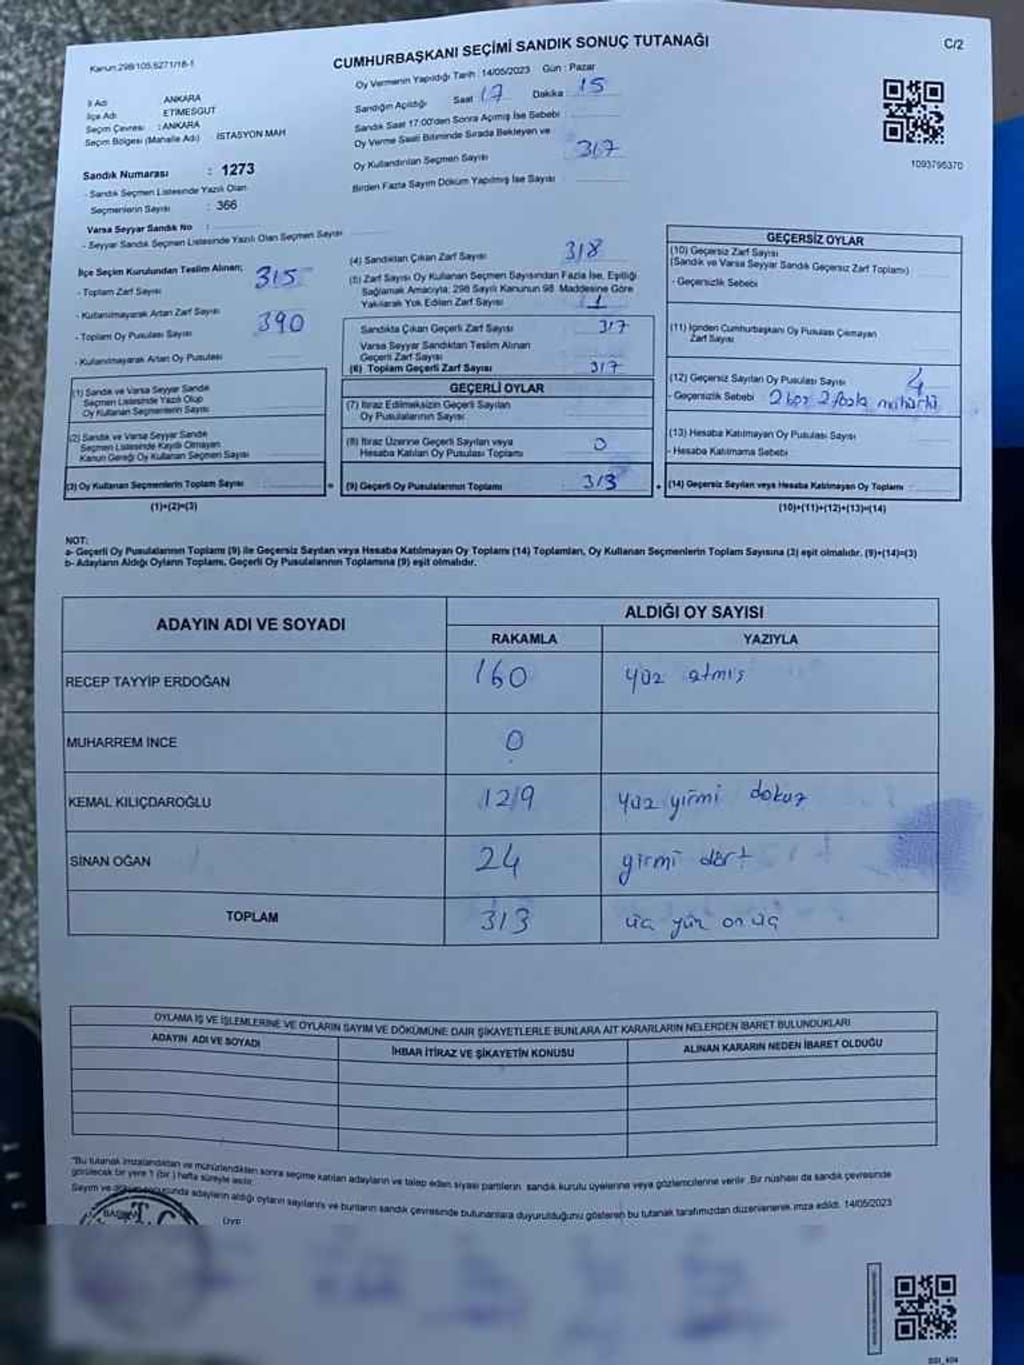 Kanun:298/105.6271/18-1
CUMHURBAŞKANI SEÇİMİ SANDIK SONUÇ TUTANAĞI
C/2
Oy Vermenin Yapıldığı Tarih : 14/05/2023 Gün : Pazar
İl Adı ANKARA
İlçe Adı ETİMESGUT
Seçim Çevresi : ANKARA
Seçim Bölgesi (Mahalle Adı) İSTASYON MAH
Sandık Numarası : 1273
- Sandık Seçmen Listesinde Yazılı Olan
Seçmenlerin Sayısı : 366
Varsa Seyyar Sandık No :
- Seyyar Sandık Seçmen Listesinde Yazılı Olan Seçmen Sayısı
Sandığın Açıldığı Saat 17 Dakika 15
Sandık Saat 17:00'den Sonra Açılmış İse Sebebi :
Oy Verme Saati Bitiminde Sırada Bekleyen ve
Oy Kullandırılan Seçmen Sayısı 317
Birden Fazla Sayım Döküm Yapılmış İse Sayısı
1093795370
İlçe Seçim Kurulundan Teslim Alınan;
- Toplam Zarf Sayısı 315
- Kullanılmayarak Artan Zarf Sayısı
- Toplam Oy Pusulası Sayısı 390
- Kullanılmayarak Artan Oy Pusulası
(1) Sandık ve Varsa Seyyar Sandık
Seçmen Listesinde Yazılı Olup
Oy Kullanan Seçmenlerin Sayısı
(2) Sandık ve Varsa Seyyar Sandık
Seçmen Listesinde Kayıtlı Olmayan
Kanun Gereği Oy Kullanan Seçmen Sayısı
(3) Oy Kullanan Seçmenlerin Toplam Sayısı
(1)+(2)=(3)
(4) Sandıktan Çıkan Zarf Sayısı 318
(5) Zarf Sayısı Oy Kullanan Seçmen Sayısından Fazla İse, Eşitliği
Sağlamak Amacıyla; 298 Sayılı Kanunun 98. Maddesine Göre
Yakılarak Yok Edilen Zarf Sayısı 1
Sandıkta Çıkan Geçerli Zarf Sayısı 317
Varsa Seyyar Sandıktan Teslim Alınan
Geçerli Zarf Sayısı
(6) Toplam Geçerli Zarf Sayısı 317
GEÇERLİ OYLAR
(7) İtiraz Edilmeksizin Geçerli Sayılan
Oy Pusulalarının Sayısı
(8) İtiraz Üzerine Geçerli Sayılan veya
Hesaba Katılan Oy Pusulası Toplamı 0
= (9) Geçerli Oy Pusulalarının Toplamı : 313
GEÇERSİZ OYLAR
(10) Geçersiz Zarf Sayısı
(Sandık ve Varsa Seyyar Sandık Geçersiz Zarf Toplamı)
- Geçersizlik Sebebi
(11) İçinden Cumhurbaşkanı Oy Pusulası Çıkmayan
Zarf Sayısı
(12) Geçersiz Sayılan Oy Pusulası Sayısı 4
- Geçersizlik Sebebi 2 boş 2 fazla mühürlü
(13) Hesaba Katılmayan Oy Pusulası Sayısı
- Hesaba Katılmama Sebebi
+ (14) Geçersiz Sayılan veya Hesaba Katılmayan Oy Toplamı :
(10)+(11)+(12)+(13)=(14)
NOT:
a- Geçerli Oy Pusulalarının Toplamı (9) ile Geçersiz Sayılan veya Hesaba Katılmayan Oy Toplamı (14) Toplamları, Oy Kullanan Seçmenlerin Toplam Sayısına (3) eşit olmalıdır. (9)+(14)=(3)
b- Adayların Aldığı Oyların Toplamı, Geçerli Oy Pusulalarının Toplamına (9) eşit olmalıdır.
ADAYIN ADI VE SOYADI
ALDIĞI OY SAYISI
RAKAMLA YAZIYLA
RECEP TAYYİP ERDOĞAN 160 yüz atmış
MUHARREM İNCE 0
KEMAL KILIÇDAROĞLU 129 yüz yirmi dokuz
SİNAN OĞAN 24 yirmi dört
TOPLAM 313 üç yüz on üç
OYLAMA İŞ VE İŞLEMLERİNE VE OYLARIN SAYIM VE DÖKÜMÜNE DAİR ŞİKAYETLERLE BUNLARA AİT KARARLARIN NELERDEN İBARET BULUNDUKLARI
ADAYIN ADI VE SOYADI İHBAR İTİRAZ VE ŞİKAYETİN KONUSU ALINAN KARARIN NEDEN İBARET OLDUĞU
"Bu tutanak imzalandıktan ve mühürlendikten sonra seçime katılan adayların ve talep eden siyasi partilerin sandık kurulu üyelerine veya gözlemcilerine verilir. Bir nüshası da sandık çevresinde
görülecek bir yere 1 (bir) hafta süreyle asılır.
Sayım ve döküm sonucunda adayların aldığı oyların sayılarını ve bunların sandık çevresinde bulunanlara duyurulduğunu gösteren bu tutanak tarafımızdan düzenlenerek imza edildi. 14/05/2023
BAŞKAN
T.C.
Üye